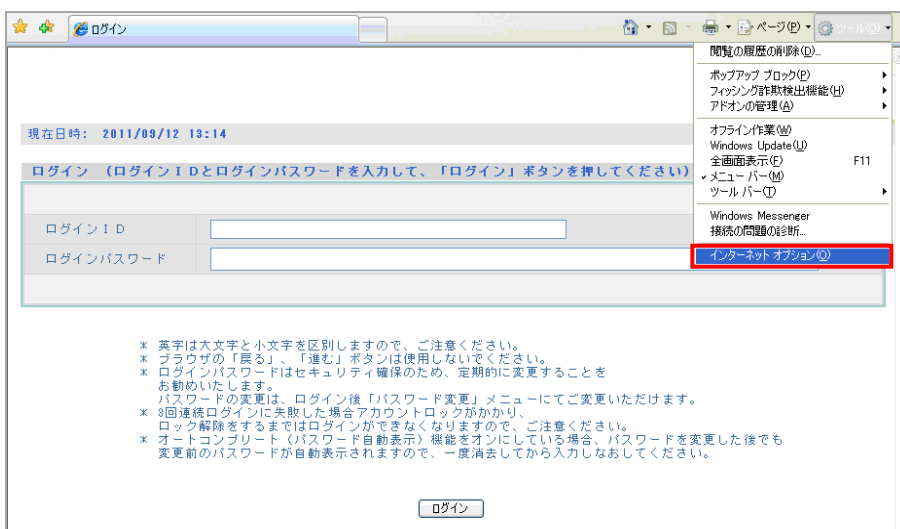 ログイン
ページ(P)
ツール(O)
閲覧の履歴の削除(D)...
ポップアップ ブロック(P)
フィッシング詐欺検出機能(H)
アドオンの管理(A)
オフライン作業(W)
Windows Update(U)
全画面表示(F) F11
メニュー バー(M)
ツール バー(T)
Windows Messenger
接続の問題の診断...
インターネット オプション(O)
現在日時: 2011/09/12 13:14
ログイン （ログインＩＤとログインパスワードを入力して、「ログイン」ボタンを押してください）
ログインＩＤ
ログインパスワード
＊ 英字は大文字と小文字を区別しますので、ご注意ください。
＊ ブラウザの「戻る」、「進む」ボタンは使用しないでください。
＊ ログインパスワードはセキュリティ確保のため、定期的に変更することを
お勧めいたします。
パスワードの変更は、ログイン後「パスワード変更」メニューにてご変更いただけます。
＊ 3回連続ログインに失敗した場合アカウントロックがかかり、
ロック解除をするまではログインができなくなりますので、ご注意ください。
＊ オートコンプリート（パスワード自動表示）機能をオンにしている場合、パスワードを変更した後でも
変更前のパスワードが自動表示されますので、一度消去してから入力しなおしてください。
ログイン